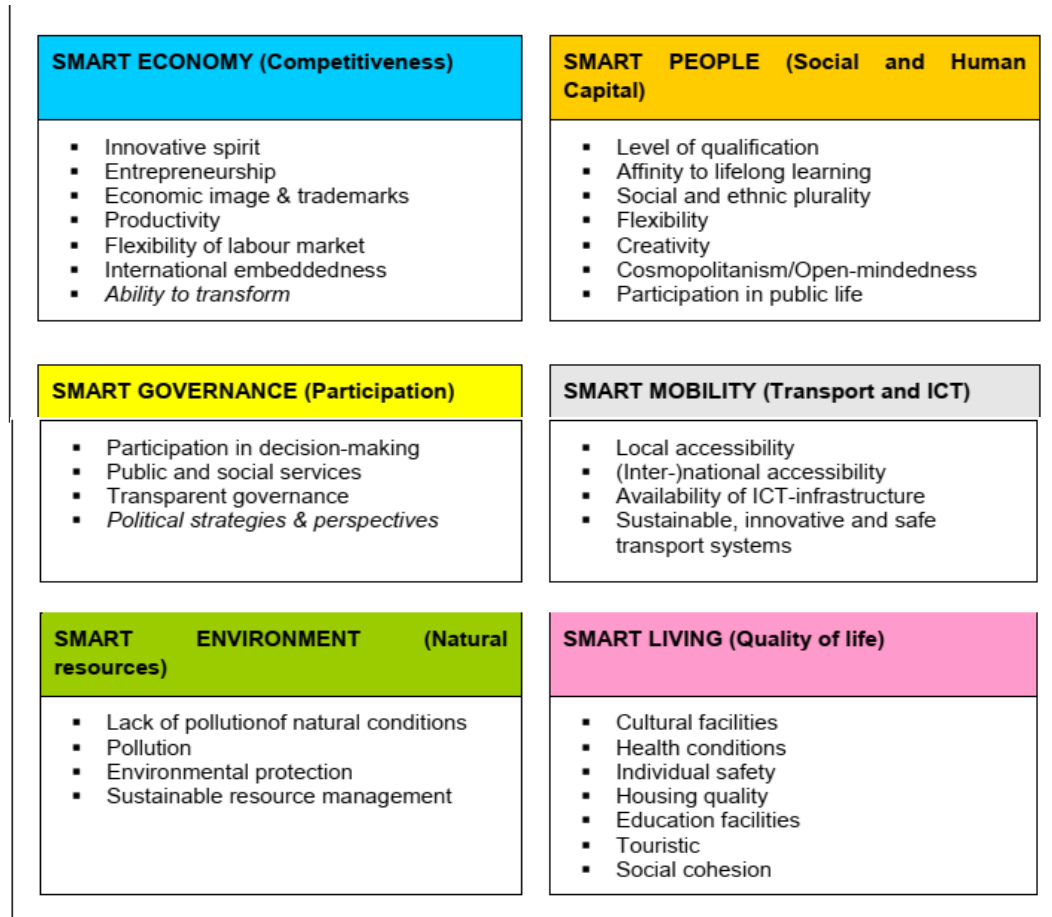 SMART ECONOMY (Competitiveness)
▪ Innovative spirit
▪ Entrepreneurship
▪ Economic image & trademarks
▪ Productivity
▪ Flexibility of labour market
▪ International embeddedness
▪ Ability to transform
SMART PEOPLE (Social and Human
Capital)
▪ Level of qualification
▪ Affinity to lifelong learning
▪ Social and ethnic plurality
▪ Flexibility
▪ Creativity
▪ Cosmopolitanism/Open-mindedness
▪ Participation in public life
SMART GOVERNANCE (Participation)
▪ Participation in decision-making
▪ Public and social services
▪ Transparent governance
▪ Political strategies & perspectives
SMART MOBILITY (Transport and ICT)
▪ Local accessibility
▪ (Inter-)national accessibility
▪ Availability of ICT-infrastructure
▪ Sustainable, innovative and safe
transport systems
SMART ENVIRONMENT (Natural
resources)
▪ Lack of pollutionof natural conditions
▪ Pollution
▪ Environmental protection
▪ Sustainable resource management
SMART LIVING (Quality of life)
▪ Cultural facilities
▪ Health conditions
▪ Individual safety
▪ Housing quality
▪ Education facilities
▪ Touristic
▪ Social cohesion